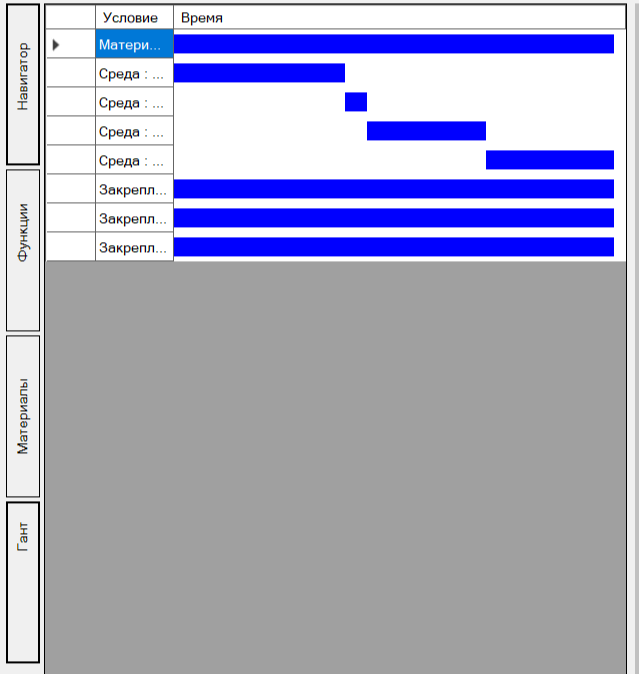 Условие Время
Матери...
Среда : ...
Среда : ...
Среда : ...
Среда : ...
Закрепл...
Закрепл...
Закрепл...
Навигатор
Функции
Материалы
Гант